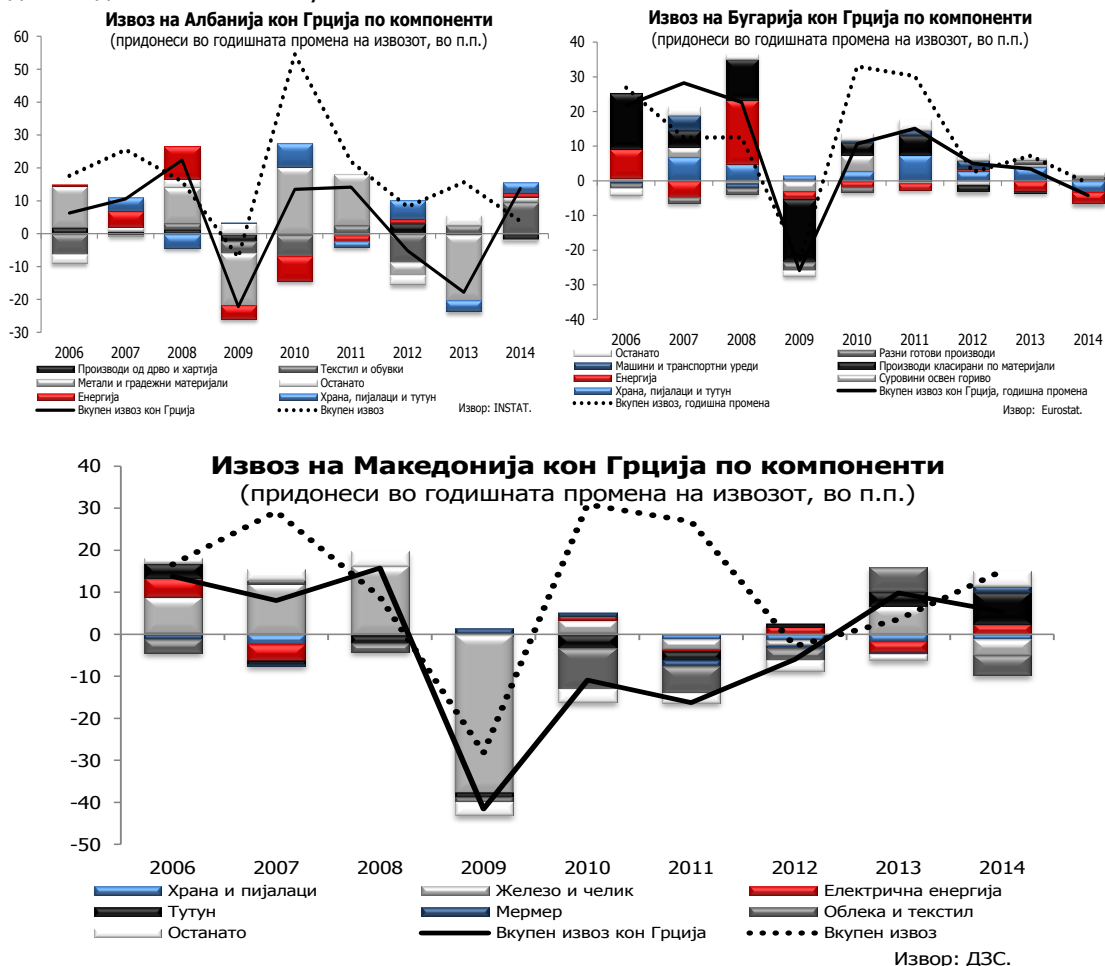 Извоз на Албанија кон Грција по компоненти
(придонеси во годишната промена на извозот, во п.п.)
60
50
40
30
20
10
0
-10
-20
-30
2006 2007 2008 2009 2010 2011 2012 2013 2014
Производи од дрво и хартија Текстил и обувки
Метали и градежни материјали Останато
Енергија Храна, пијалаци и тутун
Вкупен извоз кон Грција Вкупен извоз
Извор: INSTAT.
Извоз на Бугарија кон Грција по компоненти
(придонеси во годишната промена на извозот, во п.п.)
40
30
20
10
0
-10
-20
-30
-40
2006 2007 2008 2009 2010 2011 2012 2013 2014
Останато Разни готови производи
Машини и транспортни уреди Производи класирани по материјали
Енергија Суровини освен гориво
Храна, пијалаци и тутун Вкупен извоз кон Грција, годишна промена
Вкупен извоз, годишна промена
Извор: Eurostat.
Извоз на Македонија кон Грција по компоненти
(придонеси во годишната промена на извозот, во п.п.)
40
30
20
10
0
-10
-20
-30
-40
-50
2006 2007 2008 2009 2010 2011 2012 2013 2014
Храна и пијалаци Железо и челик Електрична енергија
Тутун Мермер Облека и текстил
Останато Вкупен извоз кон Грција Вкупен извоз
Извор: ДЗС.